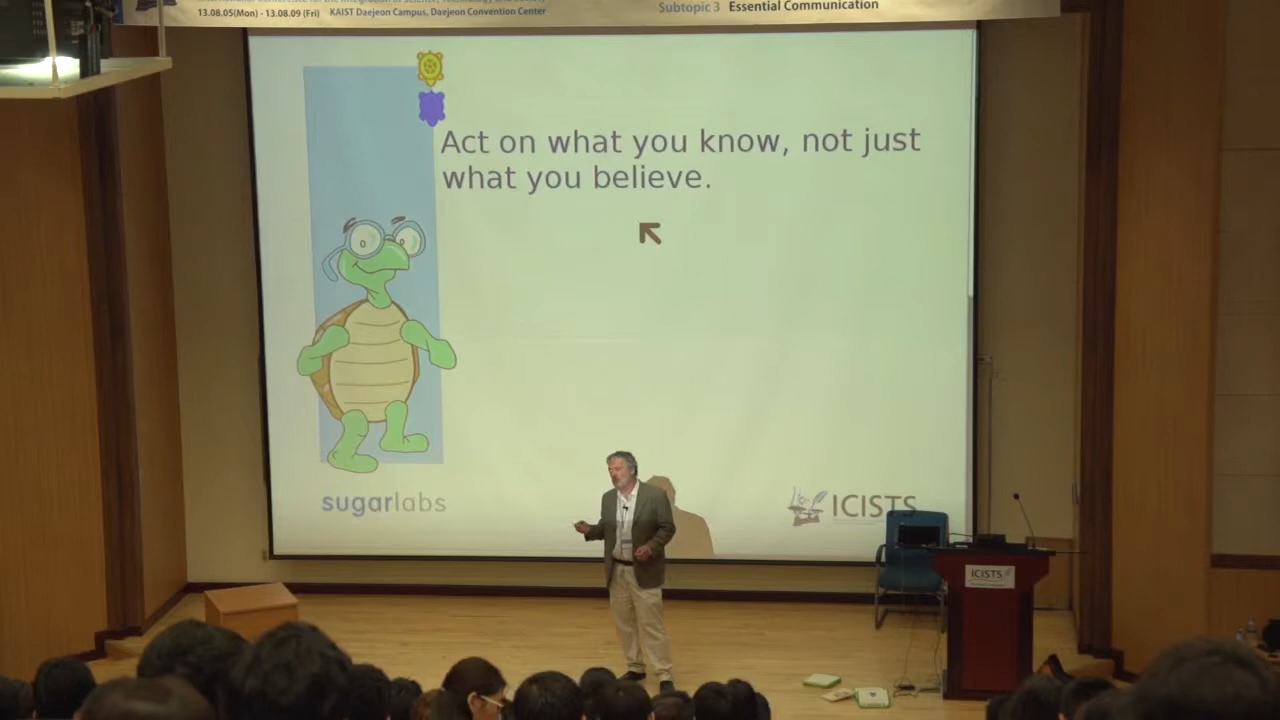 13.08.05(Mon) - 13.08.09 (Fri) KAIST Daejeon Campus, Daejeon Convention Center
Subtopic 3 Essential Communication
Act on what you know, not just
what you believe.
sugarlabs
ICISTS
ICISTS